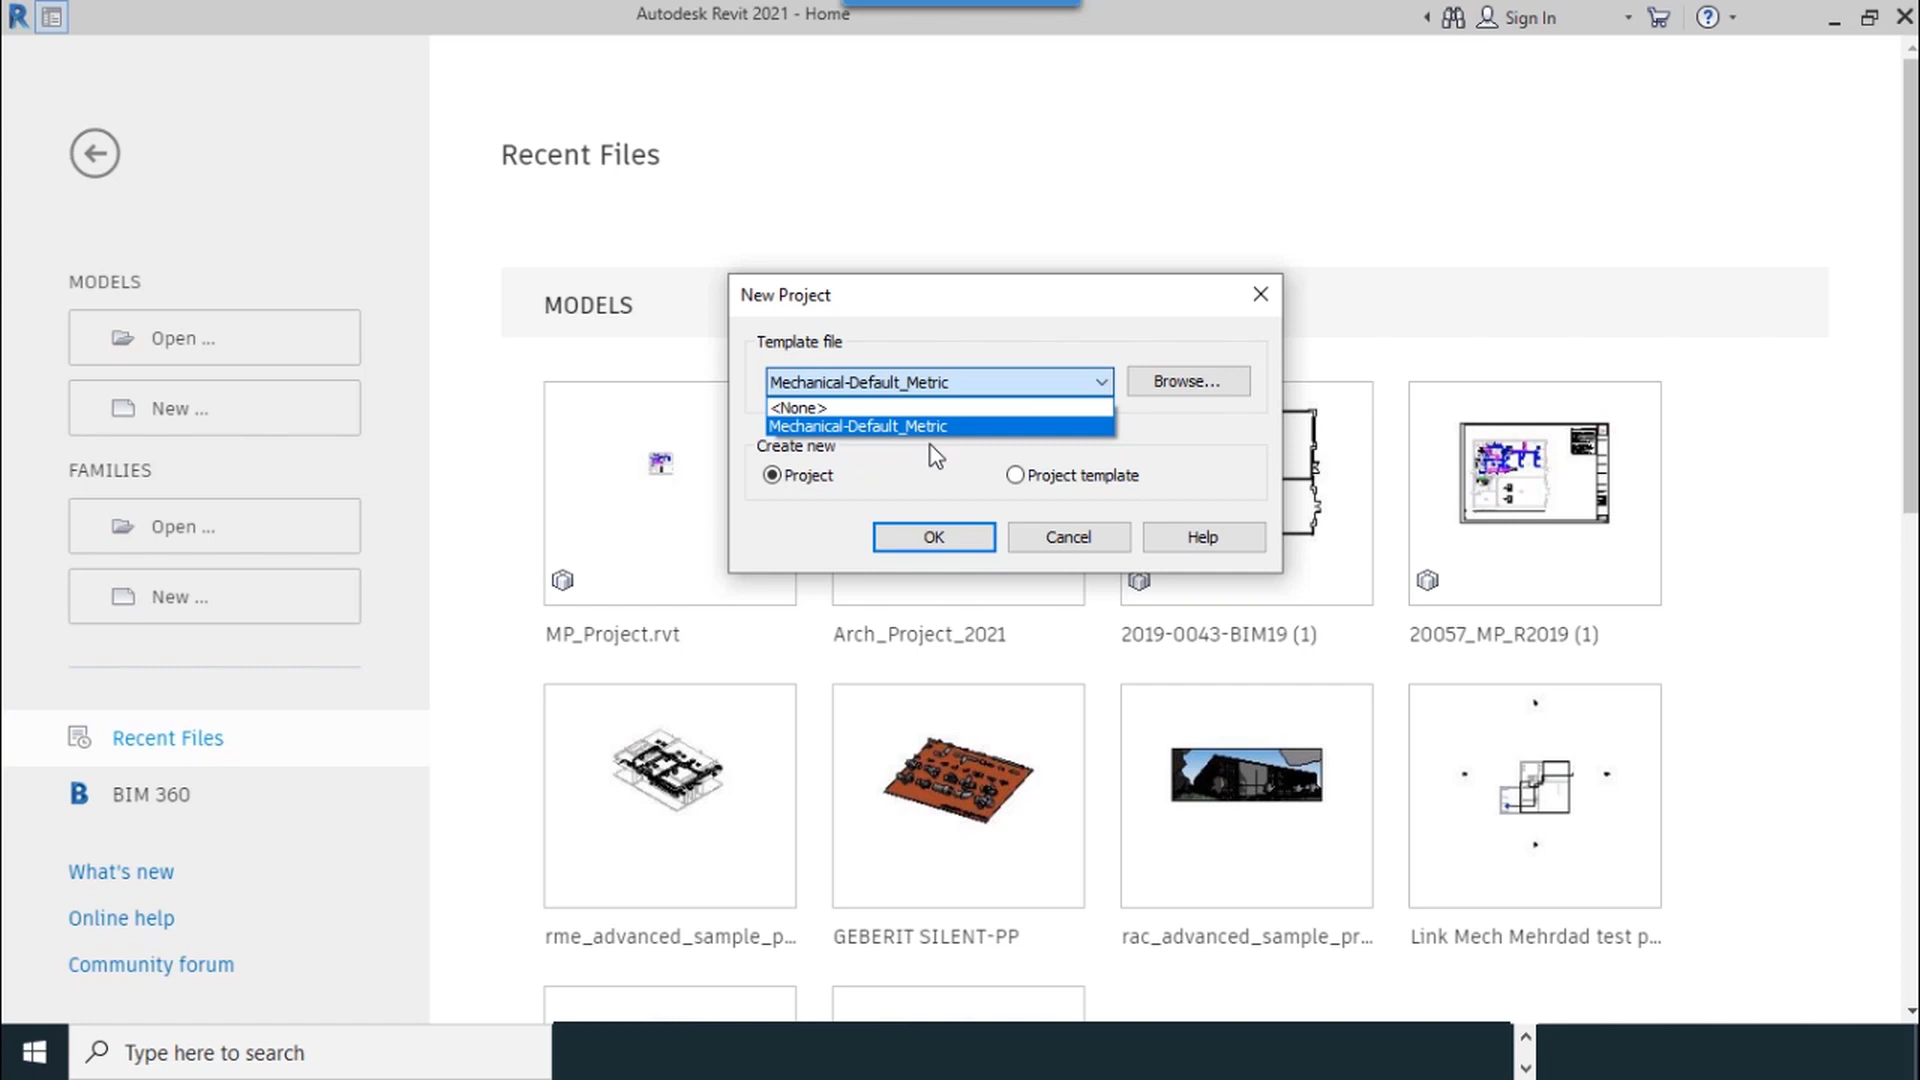 Autodesk Revit 2021 - Home
Sign In
Recent Files
MODELS
Open ...
New ...
FAMILIES
Open ...
New ...
Recent Files
BIM 360
What's new
Online help
Community forum
MODELS
New Project
Template file
Mechanical-Default_Metric
Browse...
<None>
Mechanical-Default_Metric
Create new
Project
Project template
OK
Cancel
Help
MP_Project.rvt
Arch_Project_2021
2019-0043-BIM19 (1)
20057_MP_R2019 (1)
rme_advanced_sample_p...
GEBERIT SILENT-PP
rac_advanced_sample_pr...
Link Mech Mehrdad test p...
Type here to search